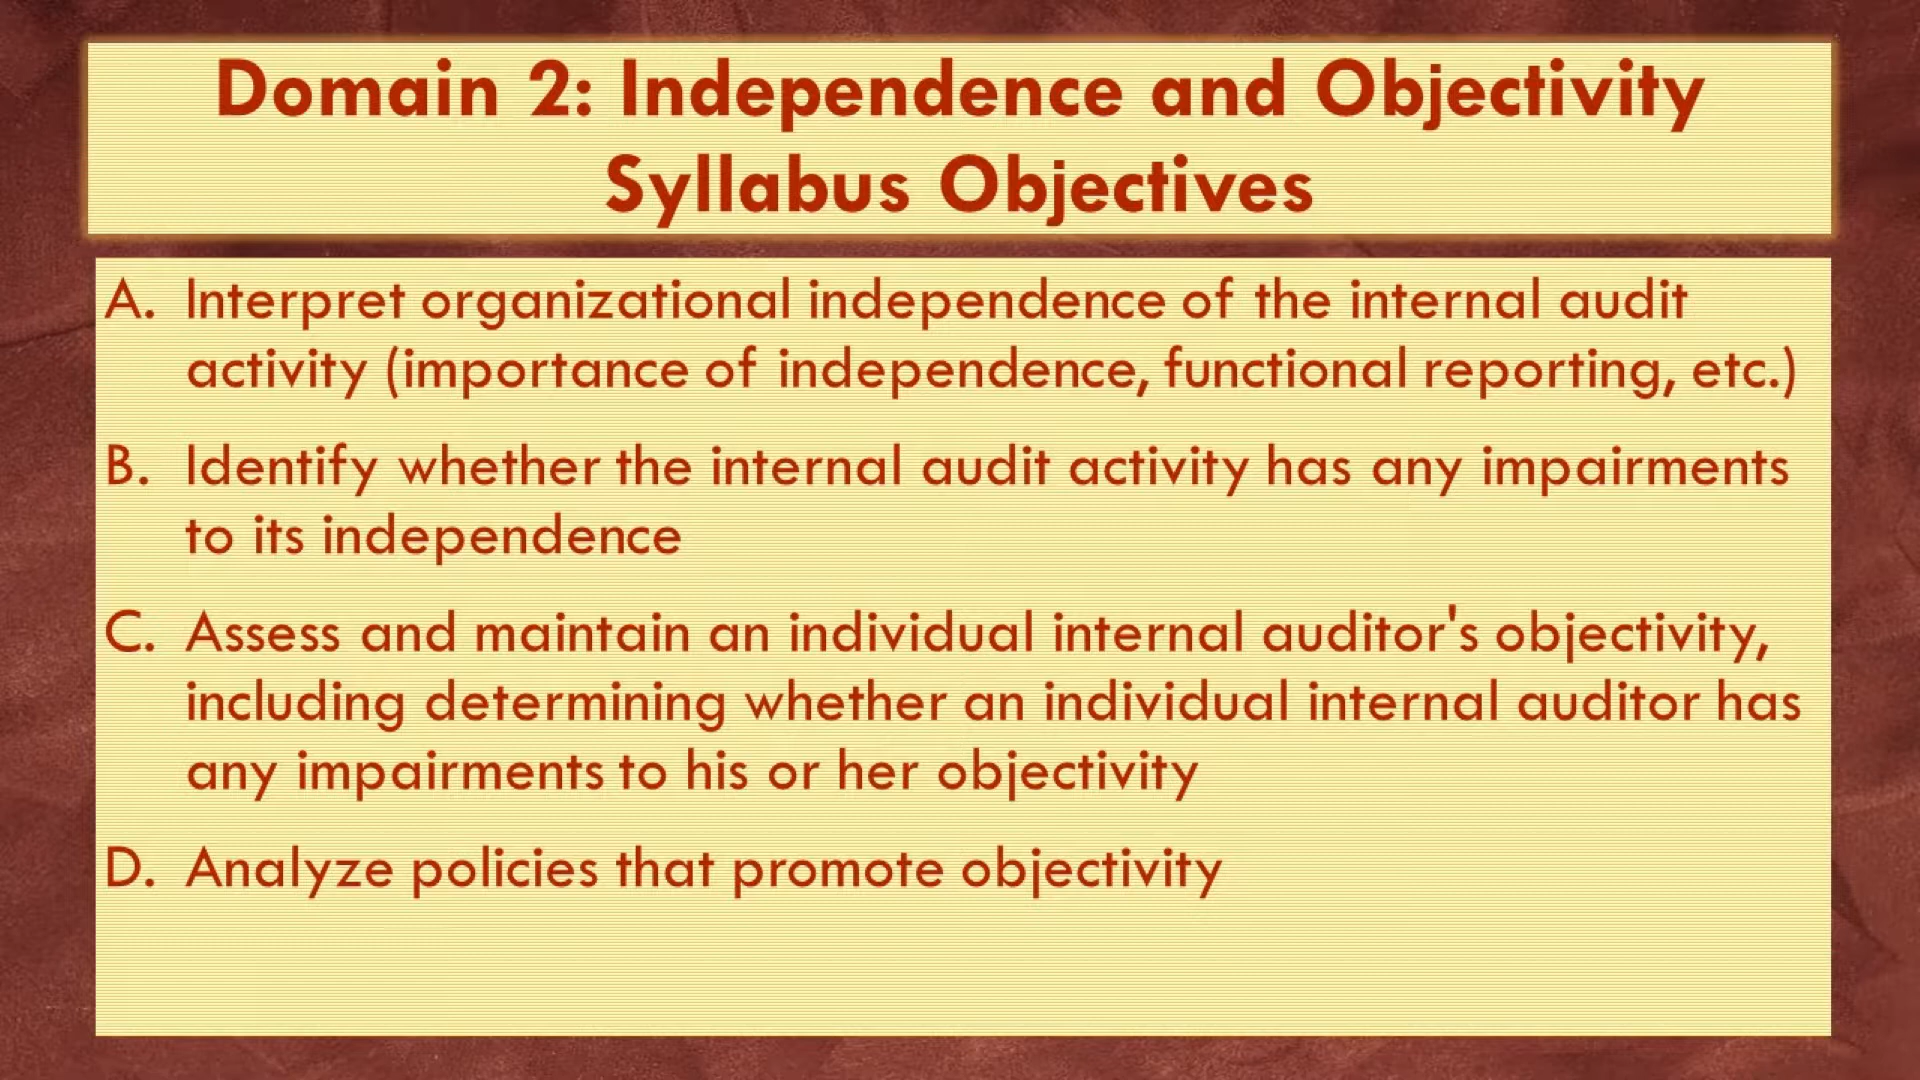 Domain 2: Independence and Objectivity
Syllabus Objectives
A. Interpret organizational independence of the internal audit
activity (importance of independence, functional reporting, etc.)
B. Identify whether the internal audit activity has any impairments
to its independence
C. Assess and maintain an individual internal auditor's objectivity,
including determining whether an individual internal auditor has
any impairments to his or her objectivity
D. Analyze policies that promote objectivity